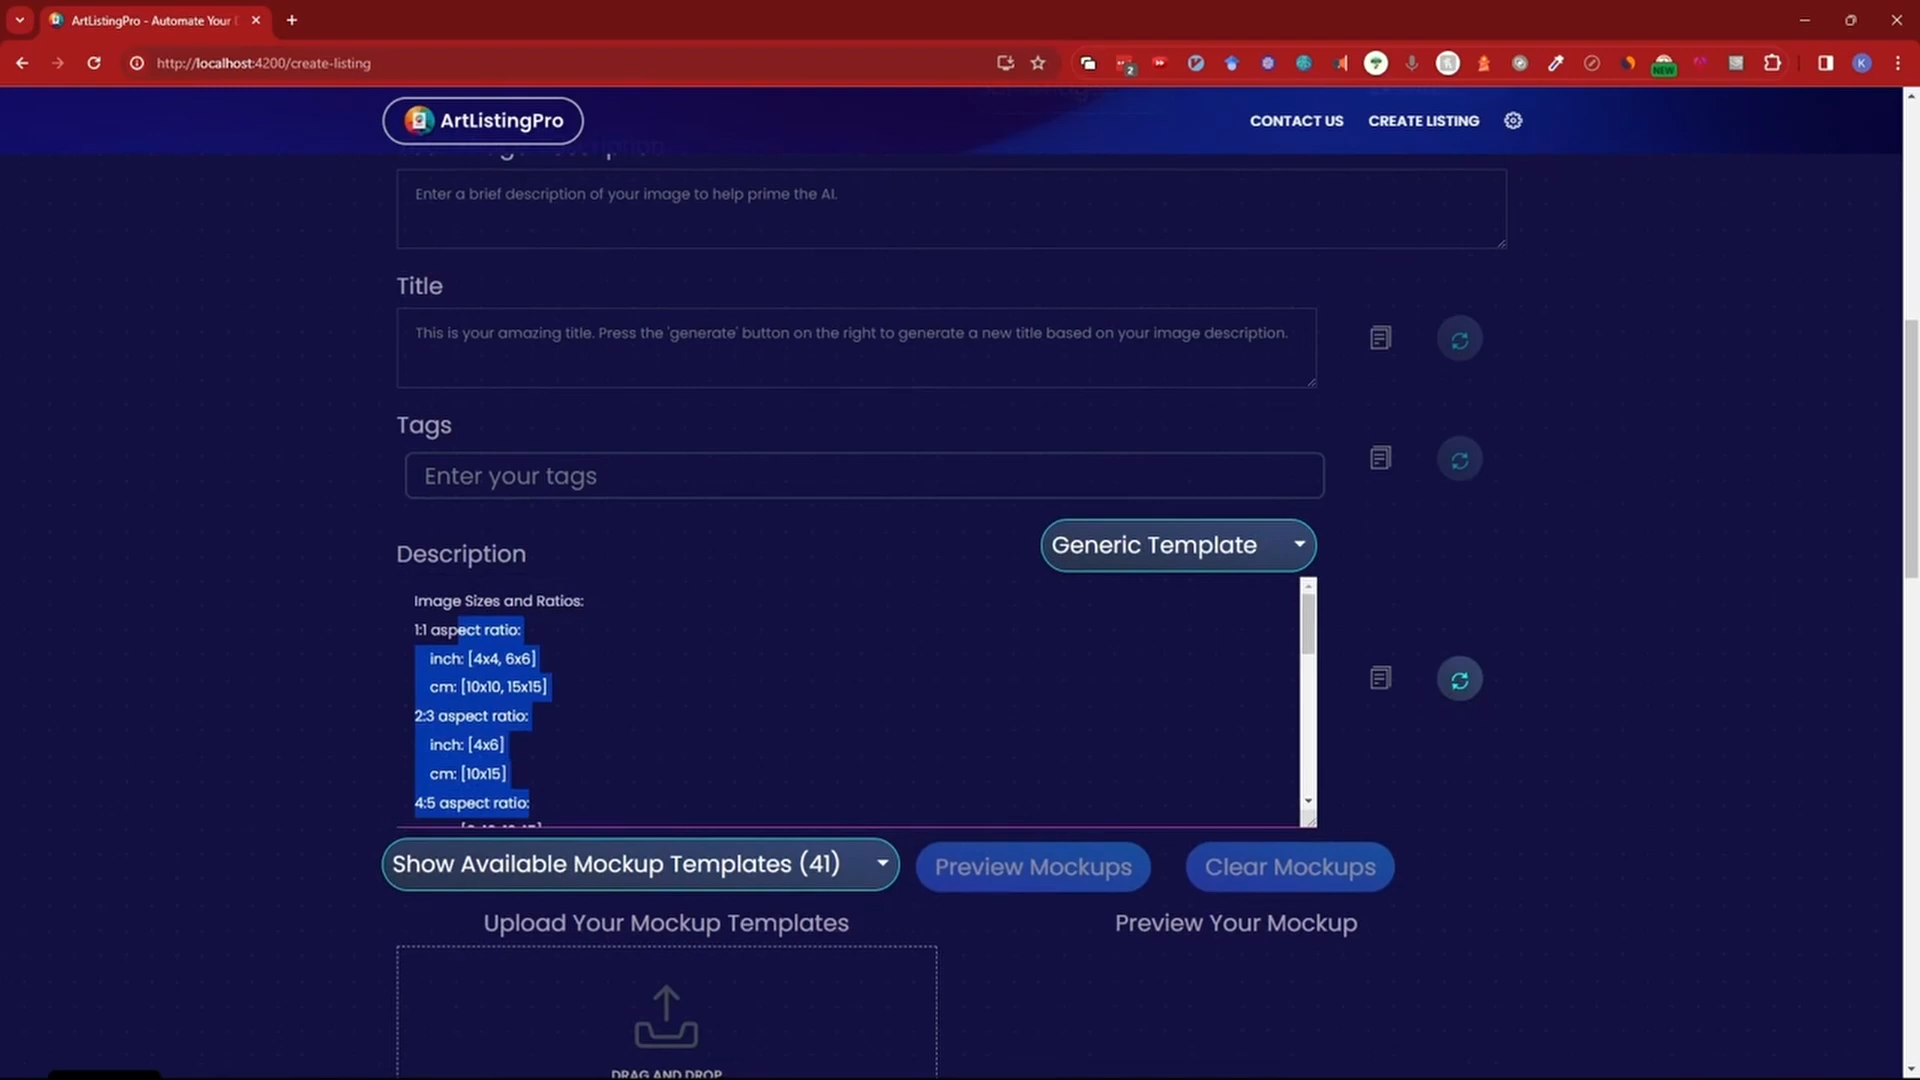 ArtListingPro - Automate Your
http://localhost:4200/create-listing
2
NEW
K
ArtListingPro
CONTACT US
CREATE LISTING
Enter a brief description of your image to help prime the AI.
Title
This is your amazing title. Press the 'generate' button on the right to generate a new title based on your image description.
Tags
Enter your tags
Generic Template
Description
Image Sizes and Ratios:
1:1 aspect ratio:
inch: [4x4, 6x6]
cm: [10x10, 15x15]
2:3 aspect ratio:
inch: [4x6]
cm: [10x15]
4:5 aspect ratio:
Show Available Mockup Templates (41)
Preview Mockups
Clear Mockups
Upload Your Mockup Templates
Preview Your Mockup
DRAG AND DROP